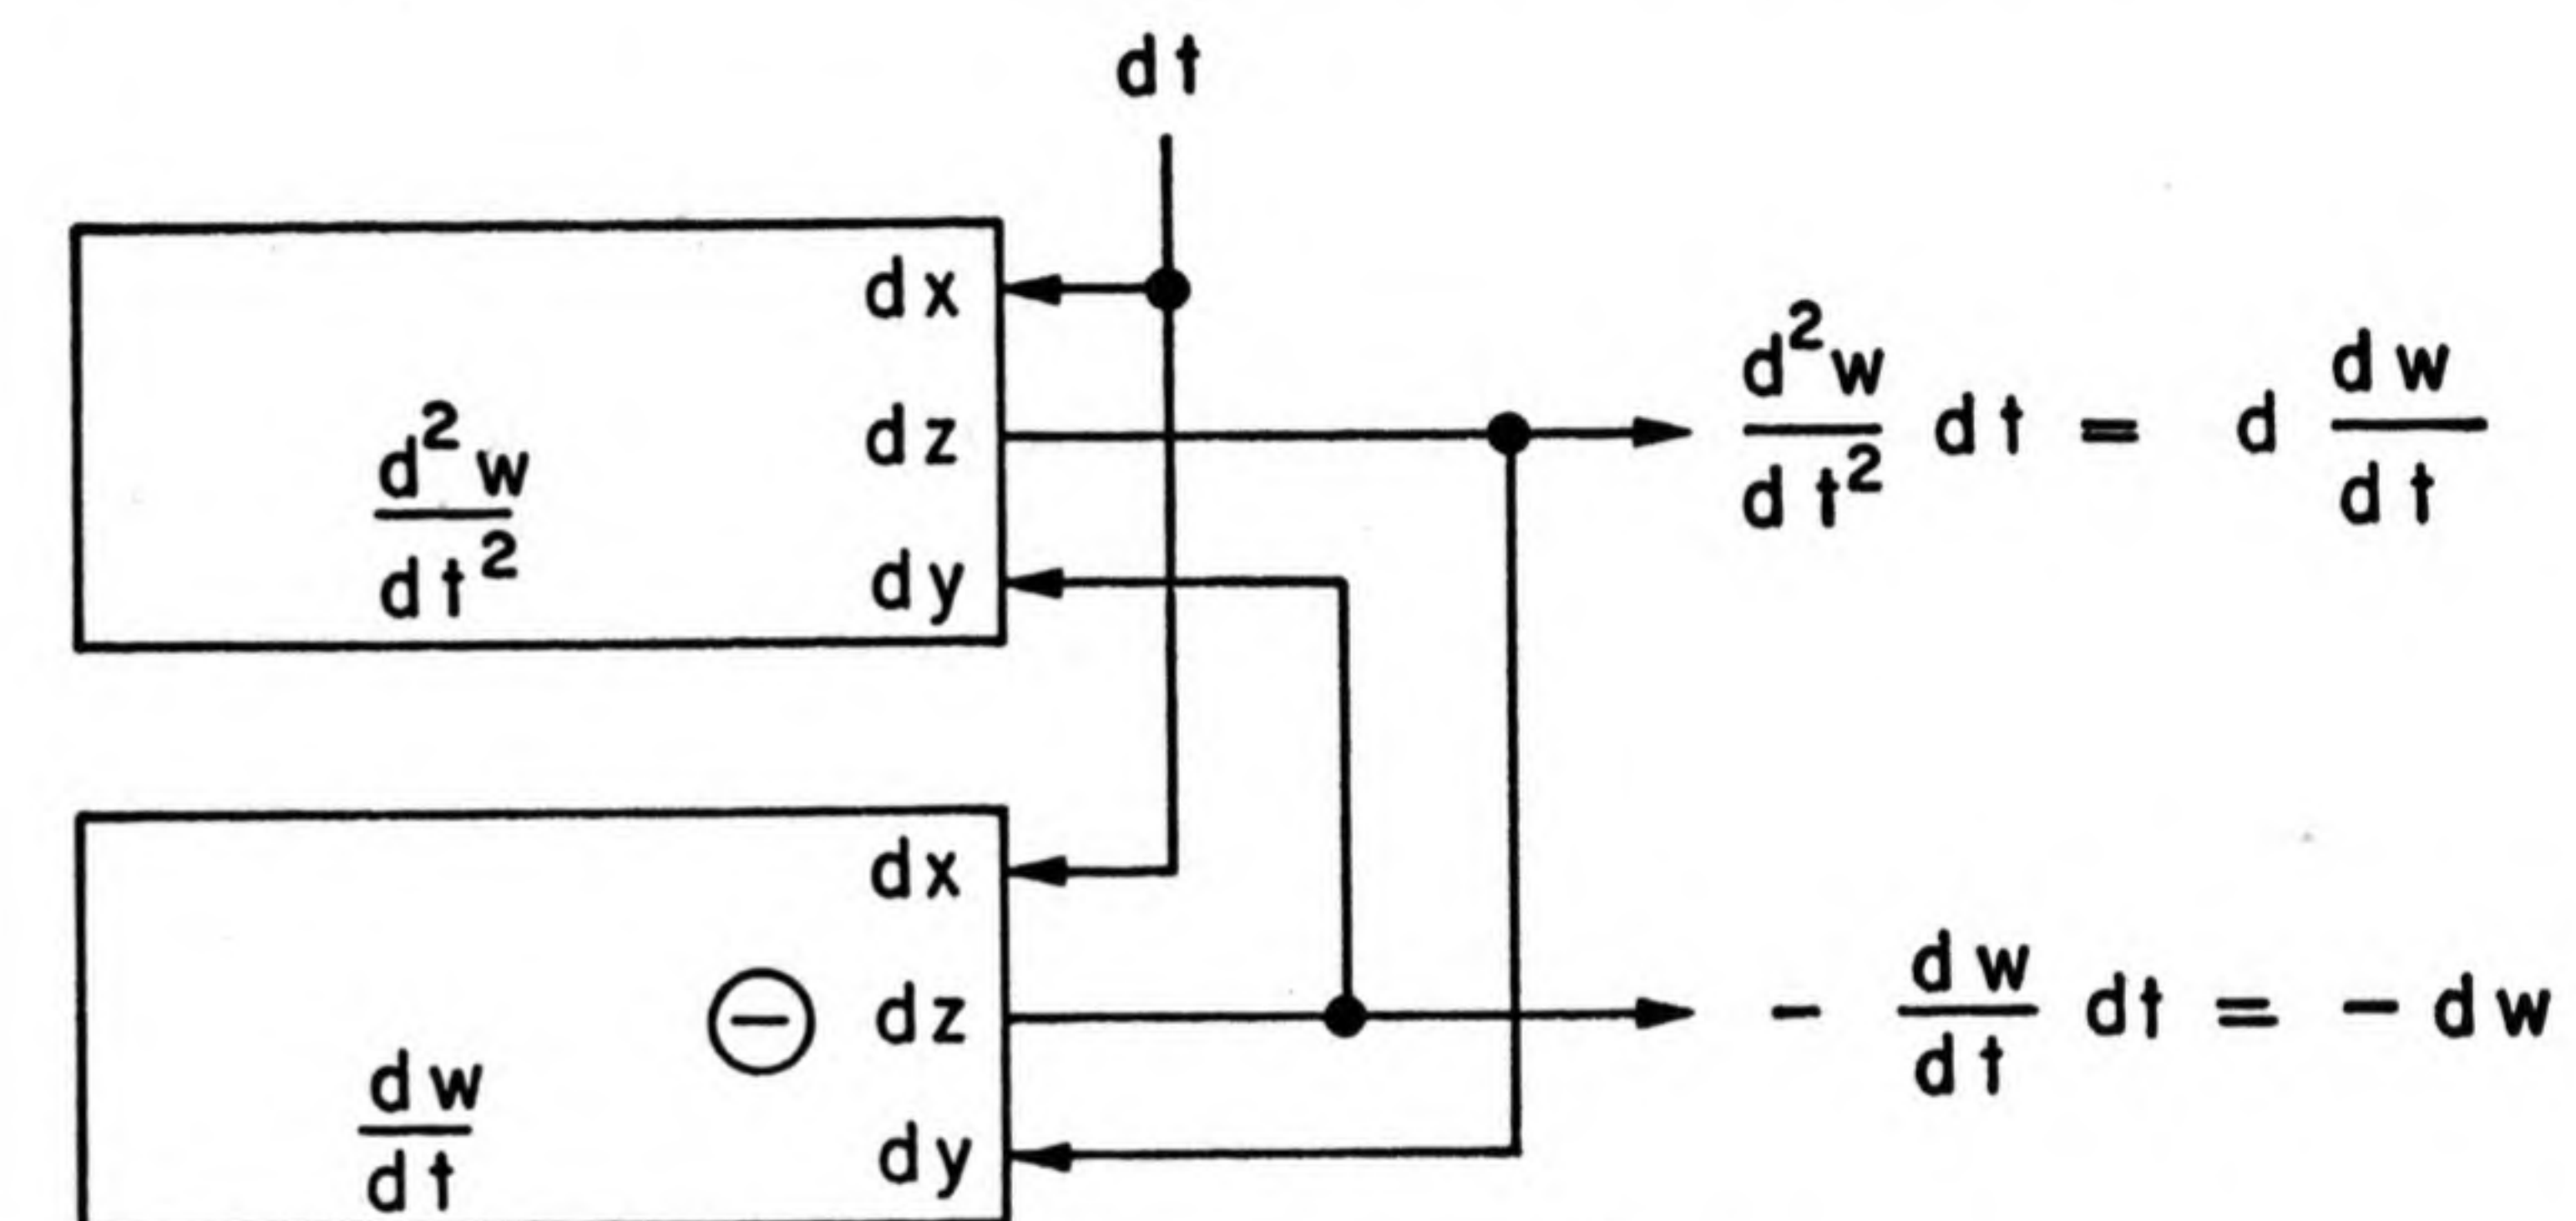 dt
dx
dz
dy
d²w
dt²
d²w/dt² dt = d dw/dt
dx
⊖ dz
dy
dw
dt
- dw/dt dt = - dw